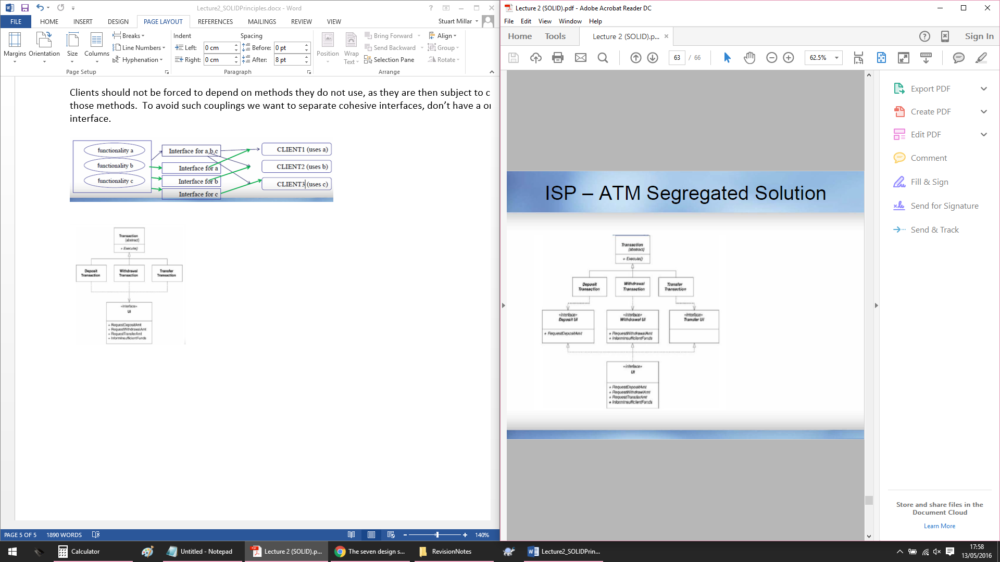 Lecture2_SOLIDPrinciples.docx - Word
FILE HOME INSERT DESIGN PAGE LAYOUT REFERENCES MAILINGS REVIEW VIEW Stuart Millar
Margins Orientation Size Columns
Breaks
Line Numbers
Hyphenation
Page Setup
Indent Spacing
Left: 0 cm Before: 0 pt
Right: 0 cm After: 8 pt
Paragraph
Position Wrap Text
Bring Forward
Send Backward
Selection Pane
Align
Group
Rotate
Arrange
Clients should not be forced to depend on methods they do not use, as they are then subject to c
those methods. To avoid such couplings we want to separate cohesive interfaces, don’t have a or
interface.
functionality a
functionality b
functionality c
Interface for a,b,c
Interface for a
Interface for b
Interface for c
CLIENT1 (uses a)
CLIENT2 (uses b)
CLIENT3 (uses c)
Transaction
(abstract)
+ Execute()
Deposit
Transaction
Withdrawal
Transaction
Transfer
Transaction
«interface»
UI
+ RequestDepositAmt
+ RequestWithdrawalAmt
+ RequestTransferAmt
+ InformInsufficientFunds
PAGE 5 OF 5 1890 WORDS 140%
Lecture 2 (SOLID).pdf - Adobe Acrobat Reader DC
File Edit View Window Help
Home Tools Lecture 2 (SOLID).p... × Sign In
63 / 66 62.5%
ISP – ATM Segregated Solution
Transaction
(abstract)
+ Execute()
Deposit
Transaction
Withdrawal
Transaction
Transfer
Transaction
«interface»
Deposit UI
+ RequestDepositAmt
«interface»
Withdrawal UI
+ RequestWithdrawalAmt
+ InformInsufficientFunds
«interface»
Transfer UI
«interface»
UI
+ RequestDepositAmt
+ RequestWithdrawlAmt
+ RequestTransferAmt
+ InformInsufficientFunds
Export PDF
Create PDF
Edit PDF
Comment
Fill & Sign
Send for Signature
Send & Track
Store and share files in the
Document Cloud
Learn More
Calculator
Untitled - Notepad
Lecture 2 (SOLID).p...
The seven design s...
RevisionNotes
Lecture2_SOLIDPrin...
17:58
13/05/2016